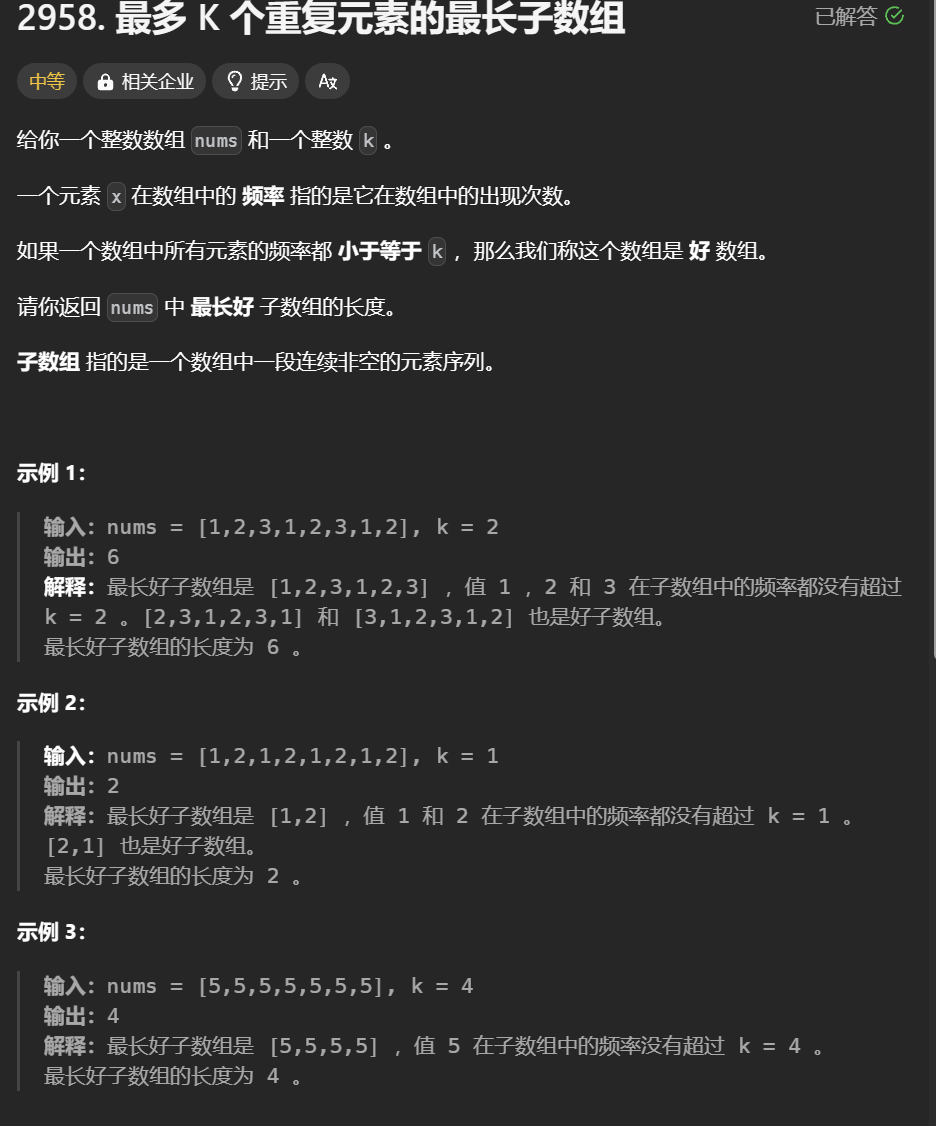 2958. 最多 K 个重复元素的最长子数组
已解答
中等
相关企业
提示
给你一个整数数组 nums 和一个整数 k 。
一个元素 x 在数组中的 频率 指的是它在数组中的出现次数。
如果一个数组中所有元素的频率都 小于等于 k ，那么我们称这个数组是 好 数组。
请你返回 nums 中 最长好 子数组的长度。
子数组 指的是一个数组中一段连续非空的元素序列。
示例 1：
输入：nums = [1,2,3,1,2,3,1,2], k = 2
输出：6
解释：最长好子数组是 [1,2,3,1,2,3] ，值 1 ，2 和 3 在子数组中的频率都没有超过
k = 2 。[2,3,1,2,3,1] 和 [3,1,2,3,1,2] 也是好子数组。
最长好子数组的长度为 6 。
示例 2：
输入：nums = [1,2,1,2,1,2,1,2], k = 1
输出：2
解释：最长好子数组是 [1,2] ，值 1 和 2 在子数组中的频率都没有超过 k = 1 。
[2,1] 也是好子数组。
最长好子数组的长度为 2 。
示例 3：
输入：nums = [5,5,5,5,5,5,5], k = 4
输出：4
解释：最长好子数组是 [5,5,5,5] ，值 5 在子数组中的频率没有超过 k = 4 。
最长好子数组的长度为 4 。